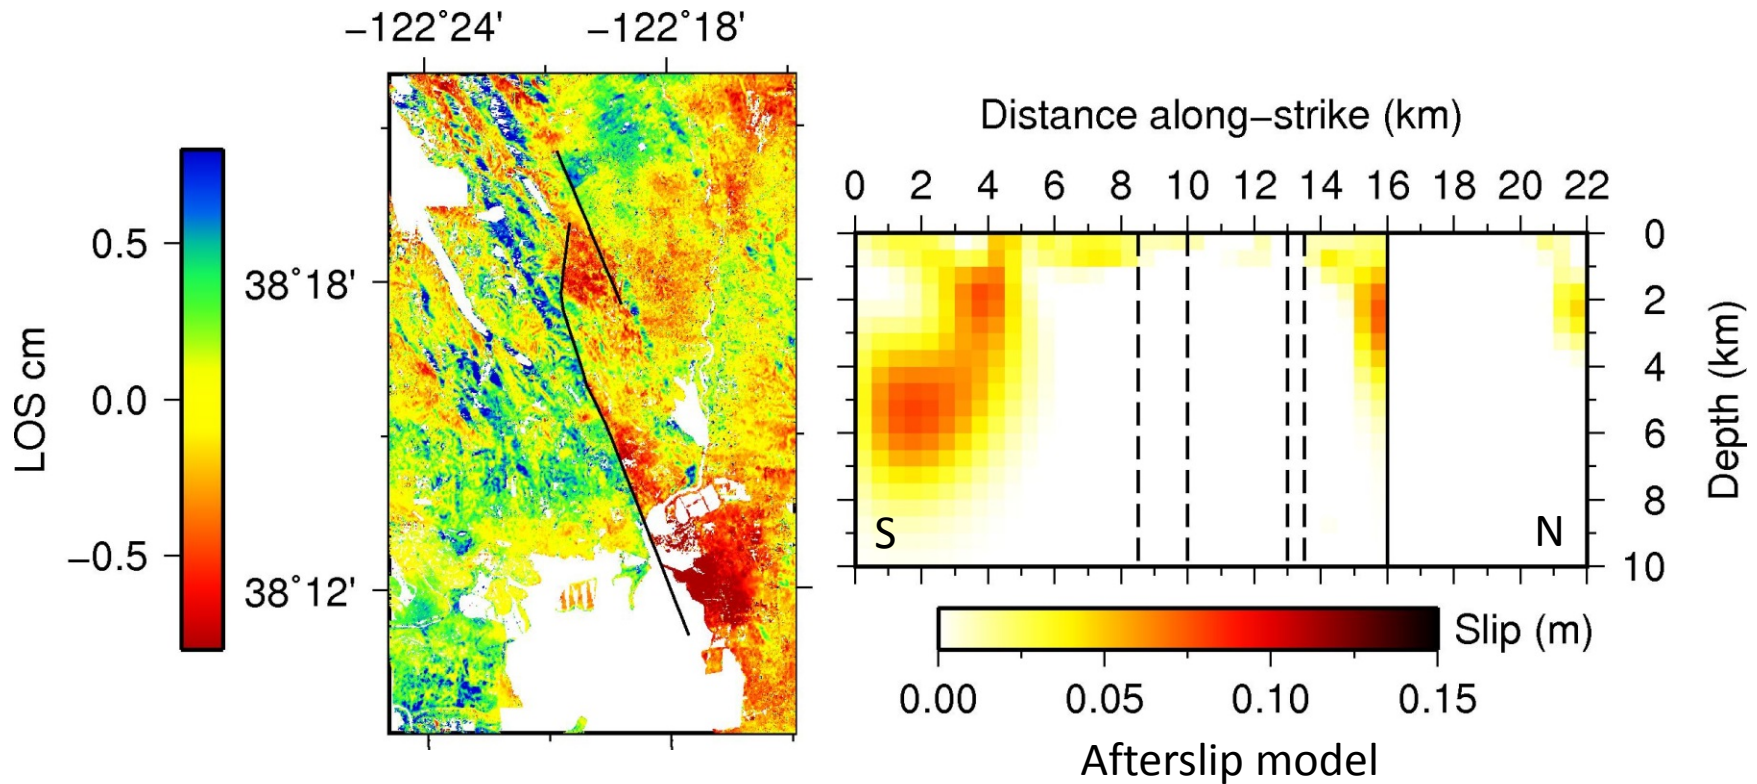 −122˚24' −122˚18'
Distance along−strike (km)
0 2 4 6 8 10 12 14 16 20 22
LOS cm
0.5
0.0
−0.5
38˚18'
38˚12'
0
2
4
6
8
10
Depth (km)
S
N
Slip (m)
0.00 0.05 0.10 0.15
Afterslip model